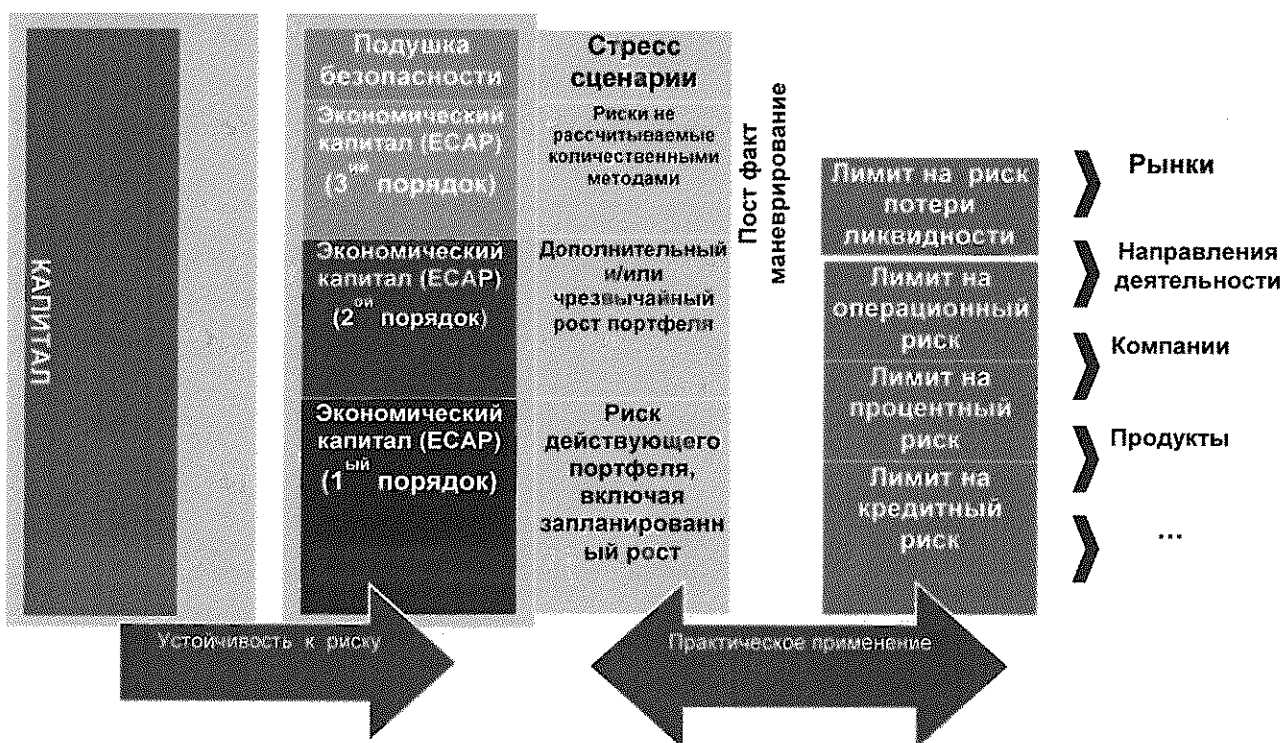 КАПИТАЛ
Подушка
безопасности
Экономический
капитал (ECAP)
(3ий порядок)
Экономический
капитал (ECAP)
(2ой порядок)
Экономический
капитал (ECAP)
(1ый порядок)
Стресс
сценарии
Риски не
рассчитываемые
количественными
методами
Дополнительный
и/или
чрезвычайный
рост портфеля
Риск
действующего
портфеля,
включая
запланированн
ый рост
Пост факт
маневрирование
Лимит на риск
потери
ликвидности
Лимит на
операционный
риск
Лимит на
процентный
риск
Лимит на
кредитный
риск
Рынки
Направления
деятельности
Компании
Продукты
...
Устойчивость к риску
Практическое применение